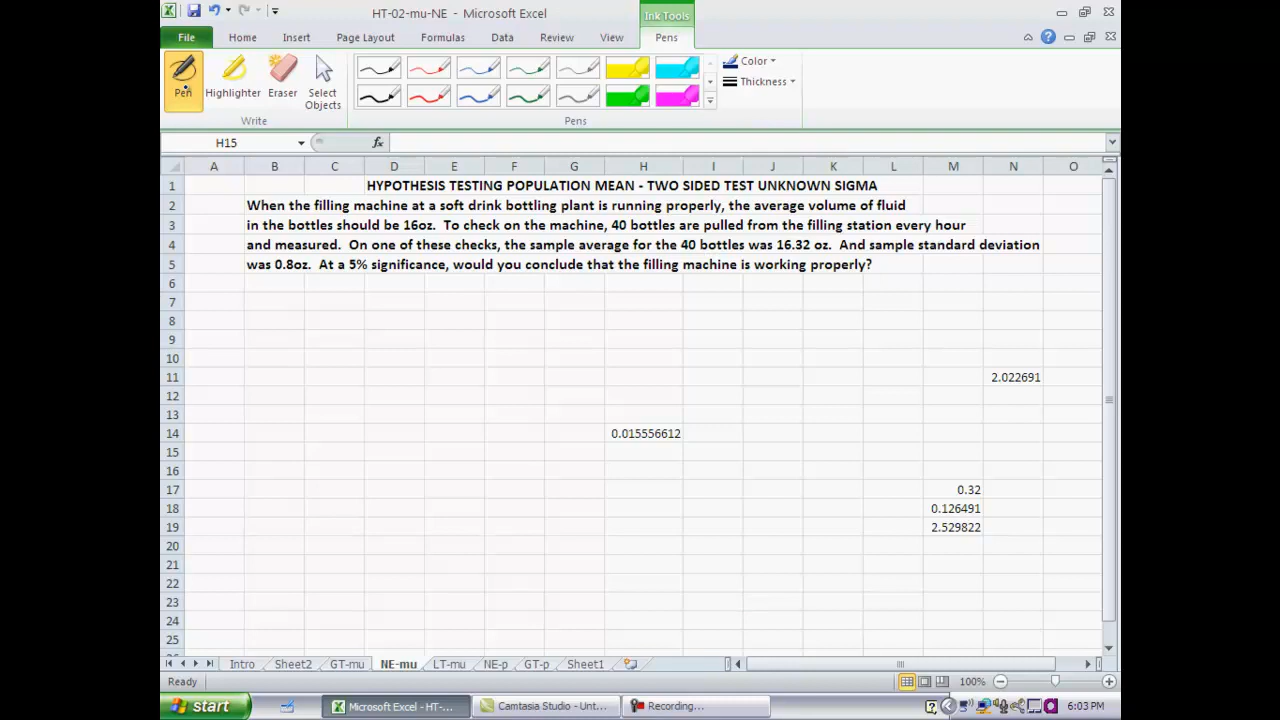 HT-02-mu-NE - Microsoft Excel
Ink Tools
File Home Insert Page Layout Formulas Data Review View Pens
Pen Highlighter Eraser Select Objects
Color
Thickness
Write
Pens
H15 fx
A B C D E F G H I J K L M N O
1 HYPOTHESIS TESTING POPULATION MEAN - TWO SIDED TEST UNKNOWN SIGMA
2 When the filling machine at a soft drink bottling plant is running properly, the average volume of fluid
3 in the bottles should be 16oz. To check on the machine, 40 bottles are pulled from the filling station every hour
4 and measured. On one of these checks, the sample average for the 40 bottles was 16.32 oz. And sample standard deviation
5 was 0.8oz. At a 5% significance, would you conclude that the filling machine is working properly?
6
7
8
9
10
11 2.022691
12
13
14 0.015556612
15
16
17 0.32
18 0.126491
19 2.529822
20
21
22
23
24
25
Intro Sheet2 GT-mu NE-mu LT-mu NE-p GT-p Sheet1
Ready 100%
start Microsoft Excel - HT-... Camtasia Studio - Unt... Recording... 6:03 PM